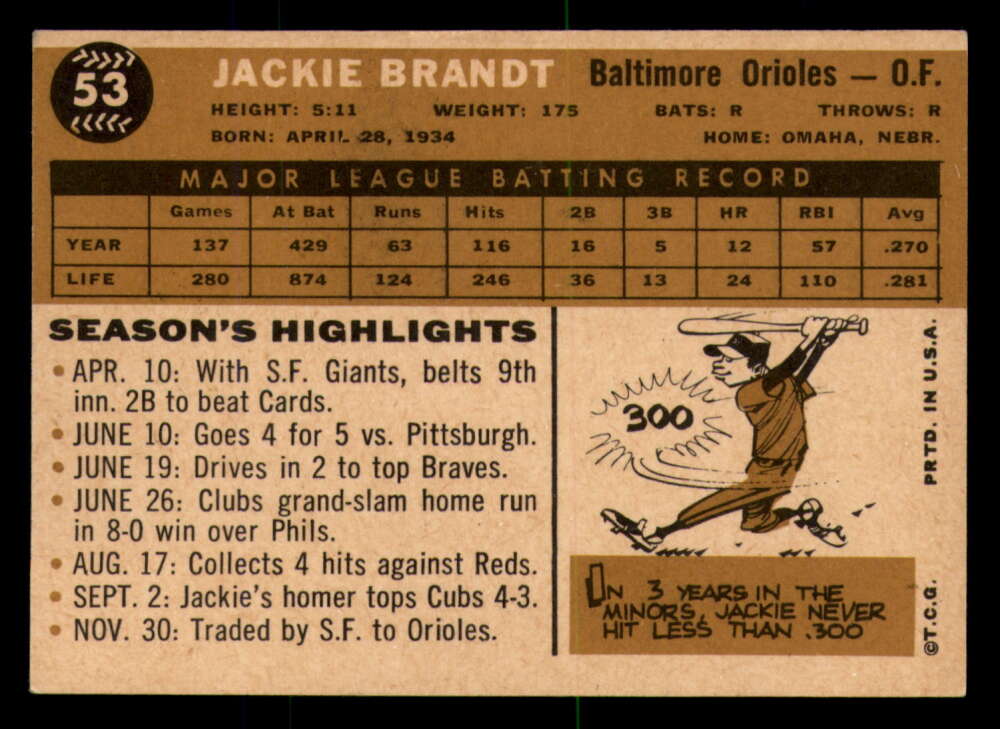 53
JACKIE BRANDT Baltimore Orioles — O.F.
HEIGHT: 5:11 WEIGHT: 175 BATS: R THROWS: R
BORN: APRIL 28, 1934 HOME: OMAHA, NEBR.
MAJOR LEAGUE BATTING RECORD
Games At Bat Runs Hits 2B 3B HR RBI Avg
YEAR 137 429 63 116 16 5 12 57 .270
LIFE 280 874 124 246 36 13 24 110 .281
SEASON'S HIGHLIGHTS
• APR. 10: With S.F. Giants, belts 9th
inn. 2B to beat Cards.
• JUNE 10: Goes 4 for 5 vs. Pittsburgh.
• JUNE 19: Drives in 2 to top Braves.
• JUNE 26: Clubs grand-slam home run
in 8-0 win over Phils.
• AUG. 17: Collects 4 hits against Reds.
• SEPT. 2: Jackie's homer tops Cubs 4-3.
• NOV. 30: Traded by S.F. to Orioles.
300
IN 3 YEARS IN THE
MINORS, JACKIE NEVER
HIT LESS THAN .300
©T.C.G. PRTD. IN U.S.A.